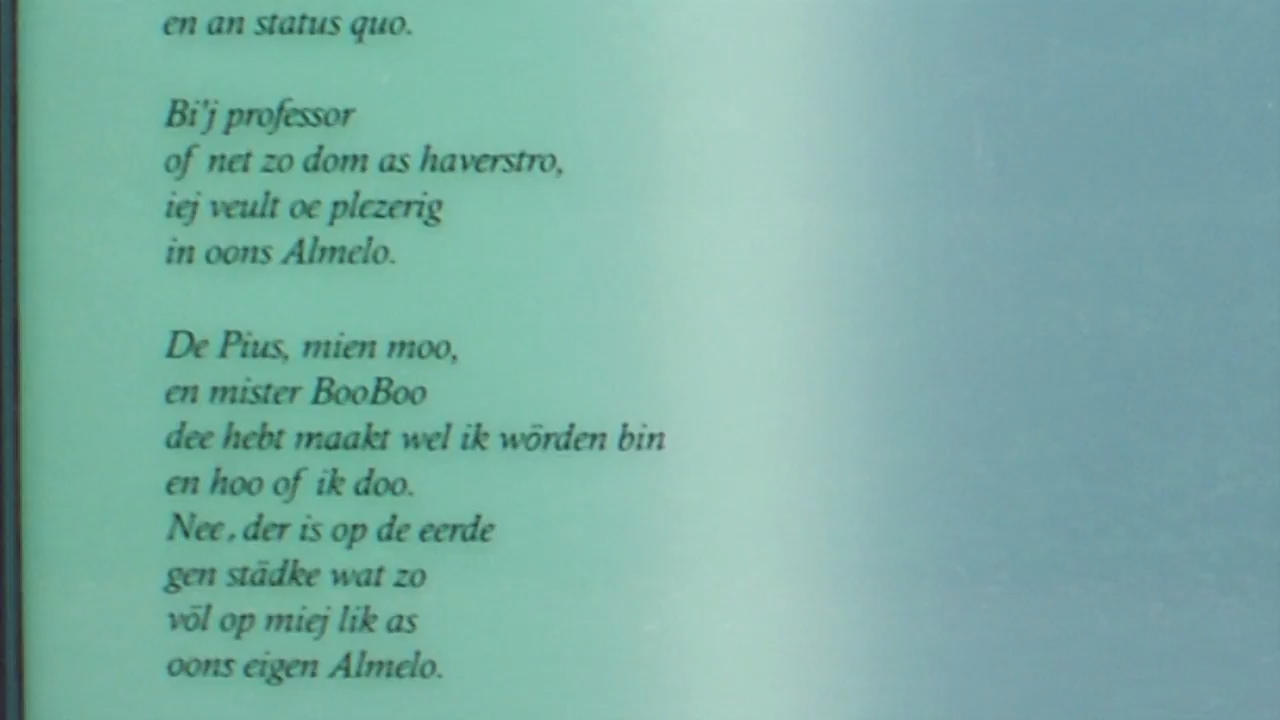 en an status quo.
Bi'j professor
of net zo dom as haverstro,
iej veult oe plezerig
in oons Almelo.
De Pius, mien moo,
en mister BooBoo
dee hebt maakt wel ik wörden bin
en hoo of ik doo.
Nee, der is op de eerde
gen städke wat zo
völ op miej lik as
oons eigen Almelo.